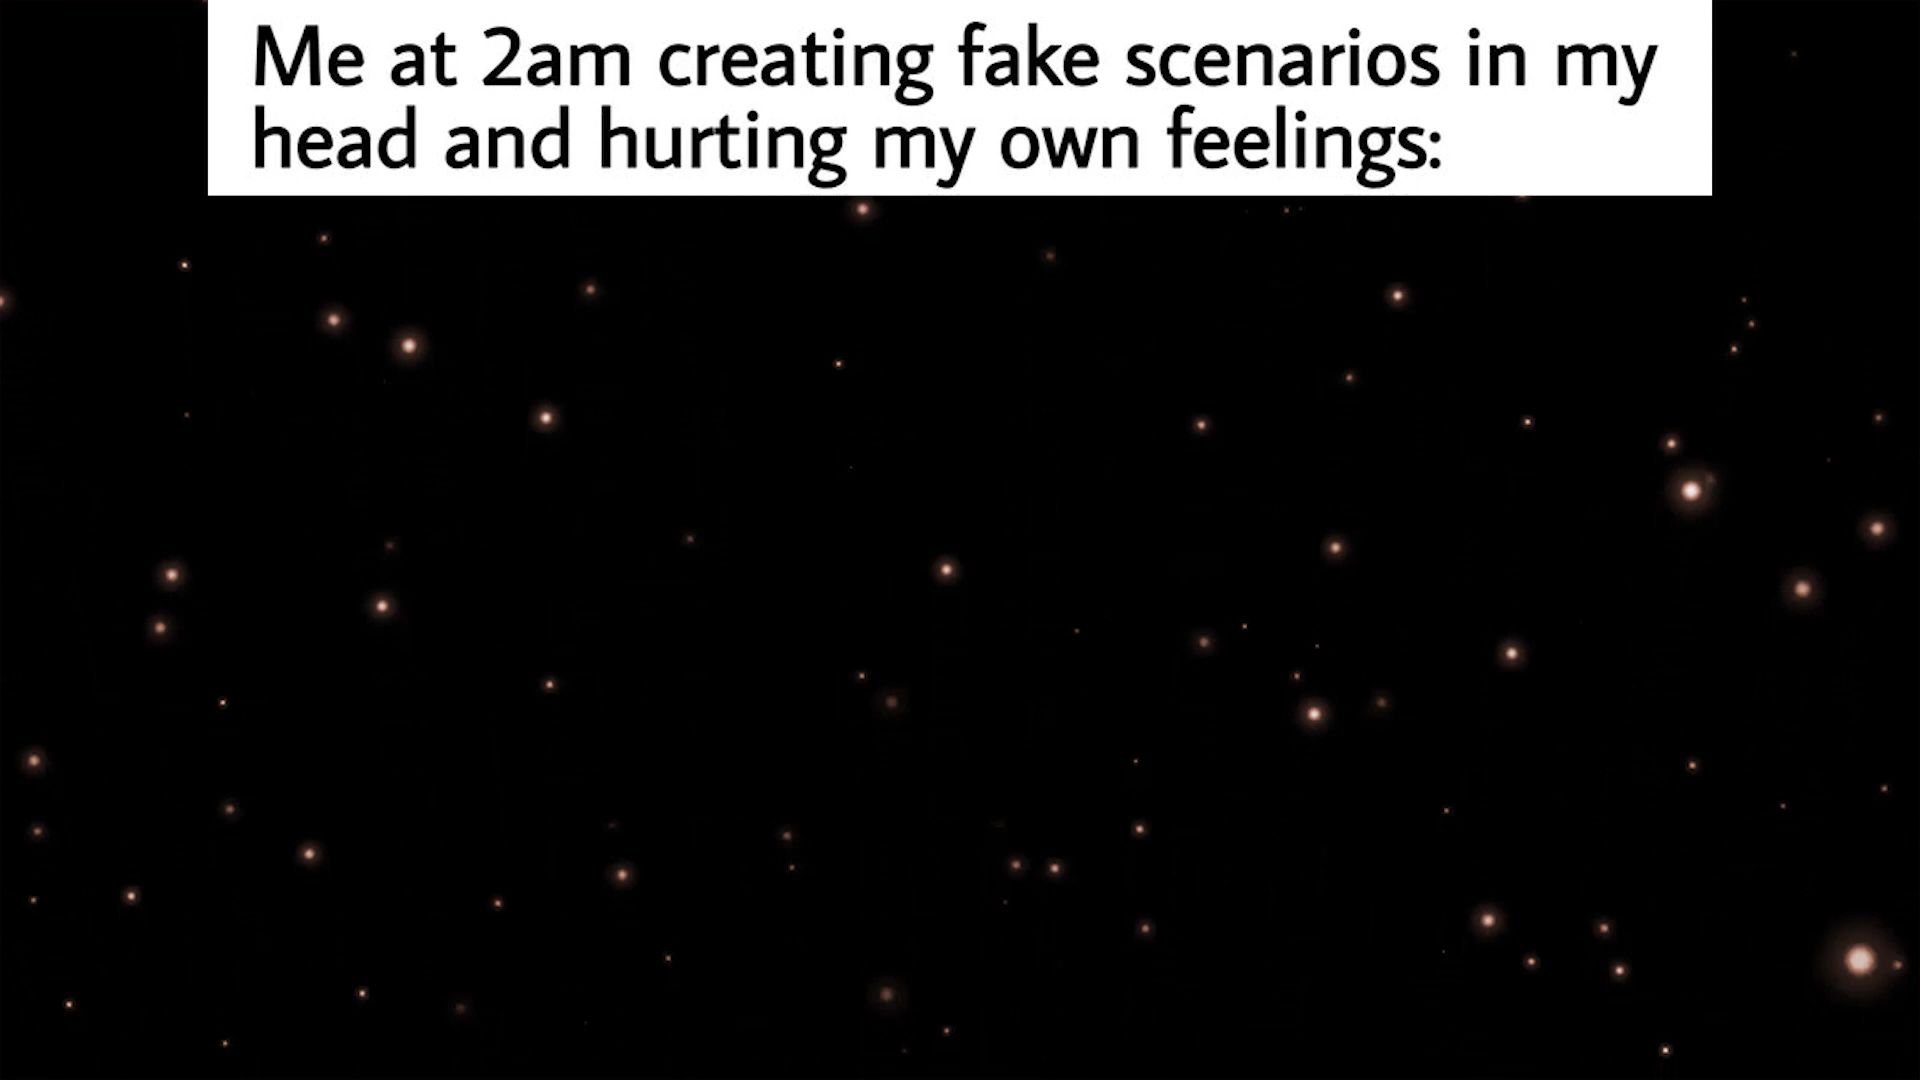 Me at 2am creating fake scenarios in my
head and hurting my own feelings: